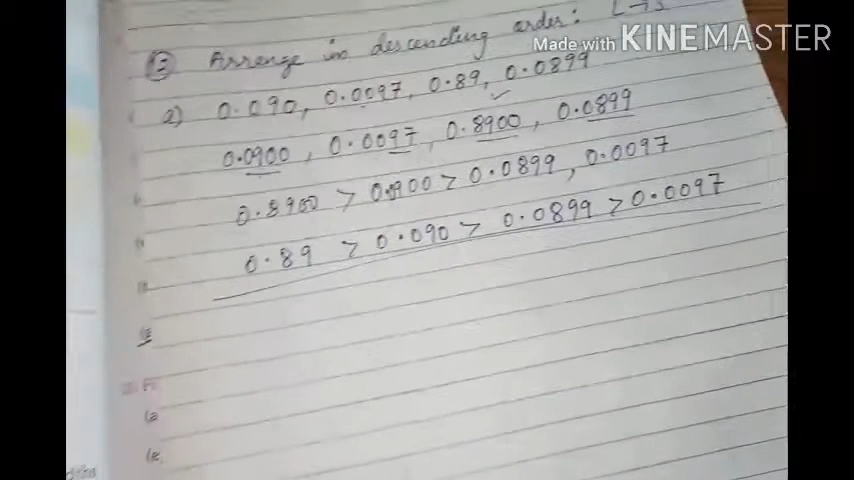 ② Arrange in descending order: L→S
Made with KINEMASTER
a) 0.090, 0.0097, 0.89, 0.0899
0.0900, 0.0097, 0.8900, 0.0899
0.8900 > 0.0900 > 0.0899, 0.0097
0.89 > 0.090 > 0.0899 > 0.0097